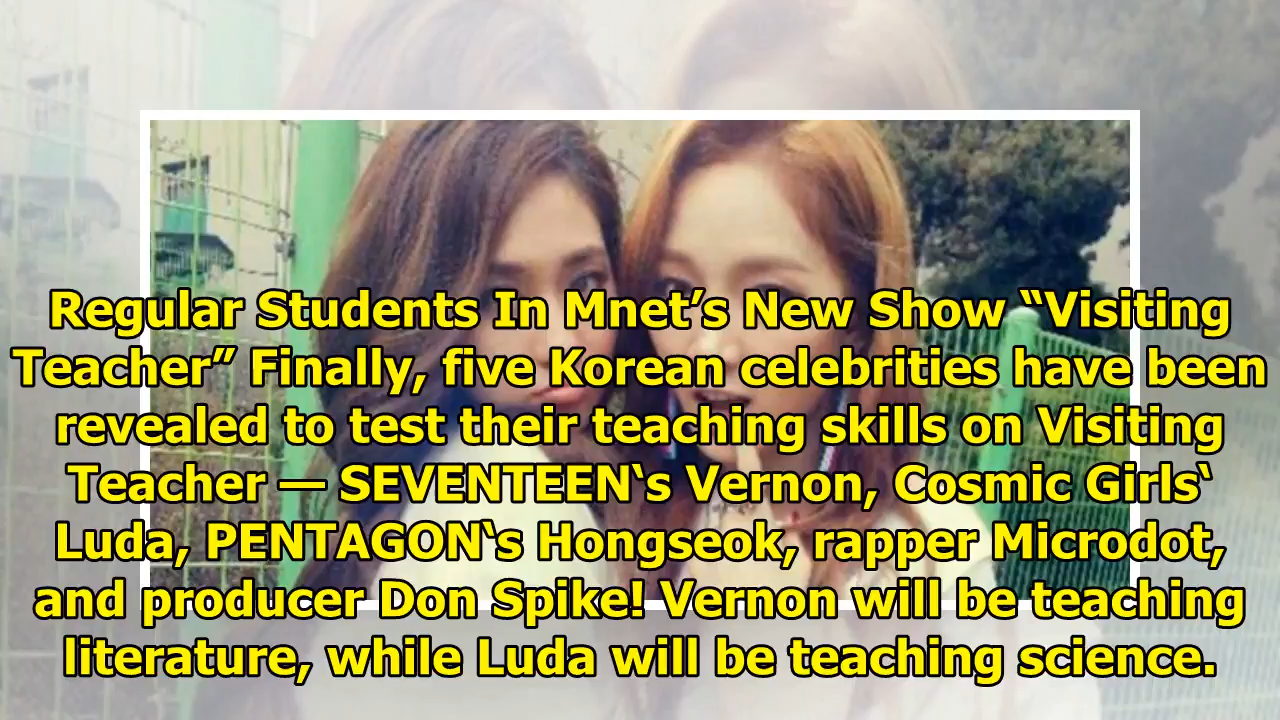 Regular Students In Mnet’s New Show “Visiting
Teacher” Finally, five Korean celebrities have been
revealed to test their teaching skills on Visiting
Teacher — SEVENTEEN‘s Vernon, Cosmic Girls‘
Luda, PENTAGON‘s Hongseok, rapper Microdot,
and producer Don Spike! Vernon will be teaching
literature, while Luda will be teaching science.